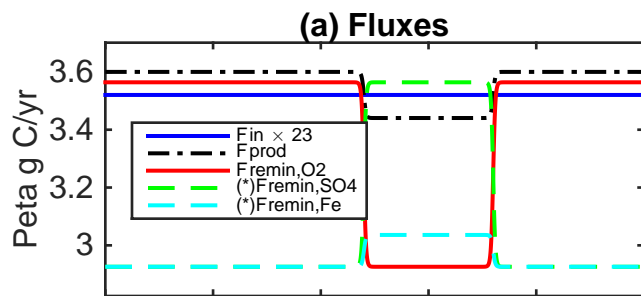 (a) Fluxes
Peta g C/yr
3.6
3.4
3.2
3
Fin × 23
Fprod
Fremin,O2
(*)Fremin,SO4
(*)Fremin,Fe